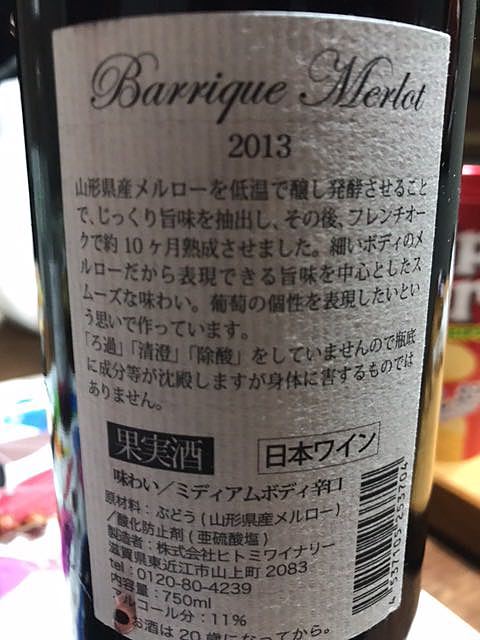 Barrique Merlot
2013
山形県産メルローを低温で醸し発酵させること
で、じっくり旨味を抽出し、その後、フレンチオー
クで約10ヶ月熟成させました。細いボディのメ
ルローだから表現できる旨味を中心としたス
ムーズな味わい。葡萄の個性を表現したいとい
う思いで作っています。
「ろ過」「清澄」「除酸」をしていませんので瓶底
に成分等が沈殿しますが身体に害するものでは
ありません。
果実酒 日本ワイン
味わい/ミディアムボディ辛口
原材料:ぶどう(山形県産メルロー)
/酸化防止剤(亜硫酸塩)
製造者:株式会社ヒトミワイナリー
滋賀県東近江市山上町2083
tel:0120-80-4239
内容量:750ml
アルコール分:11%
お酒は20歳になってから。
4537105253704